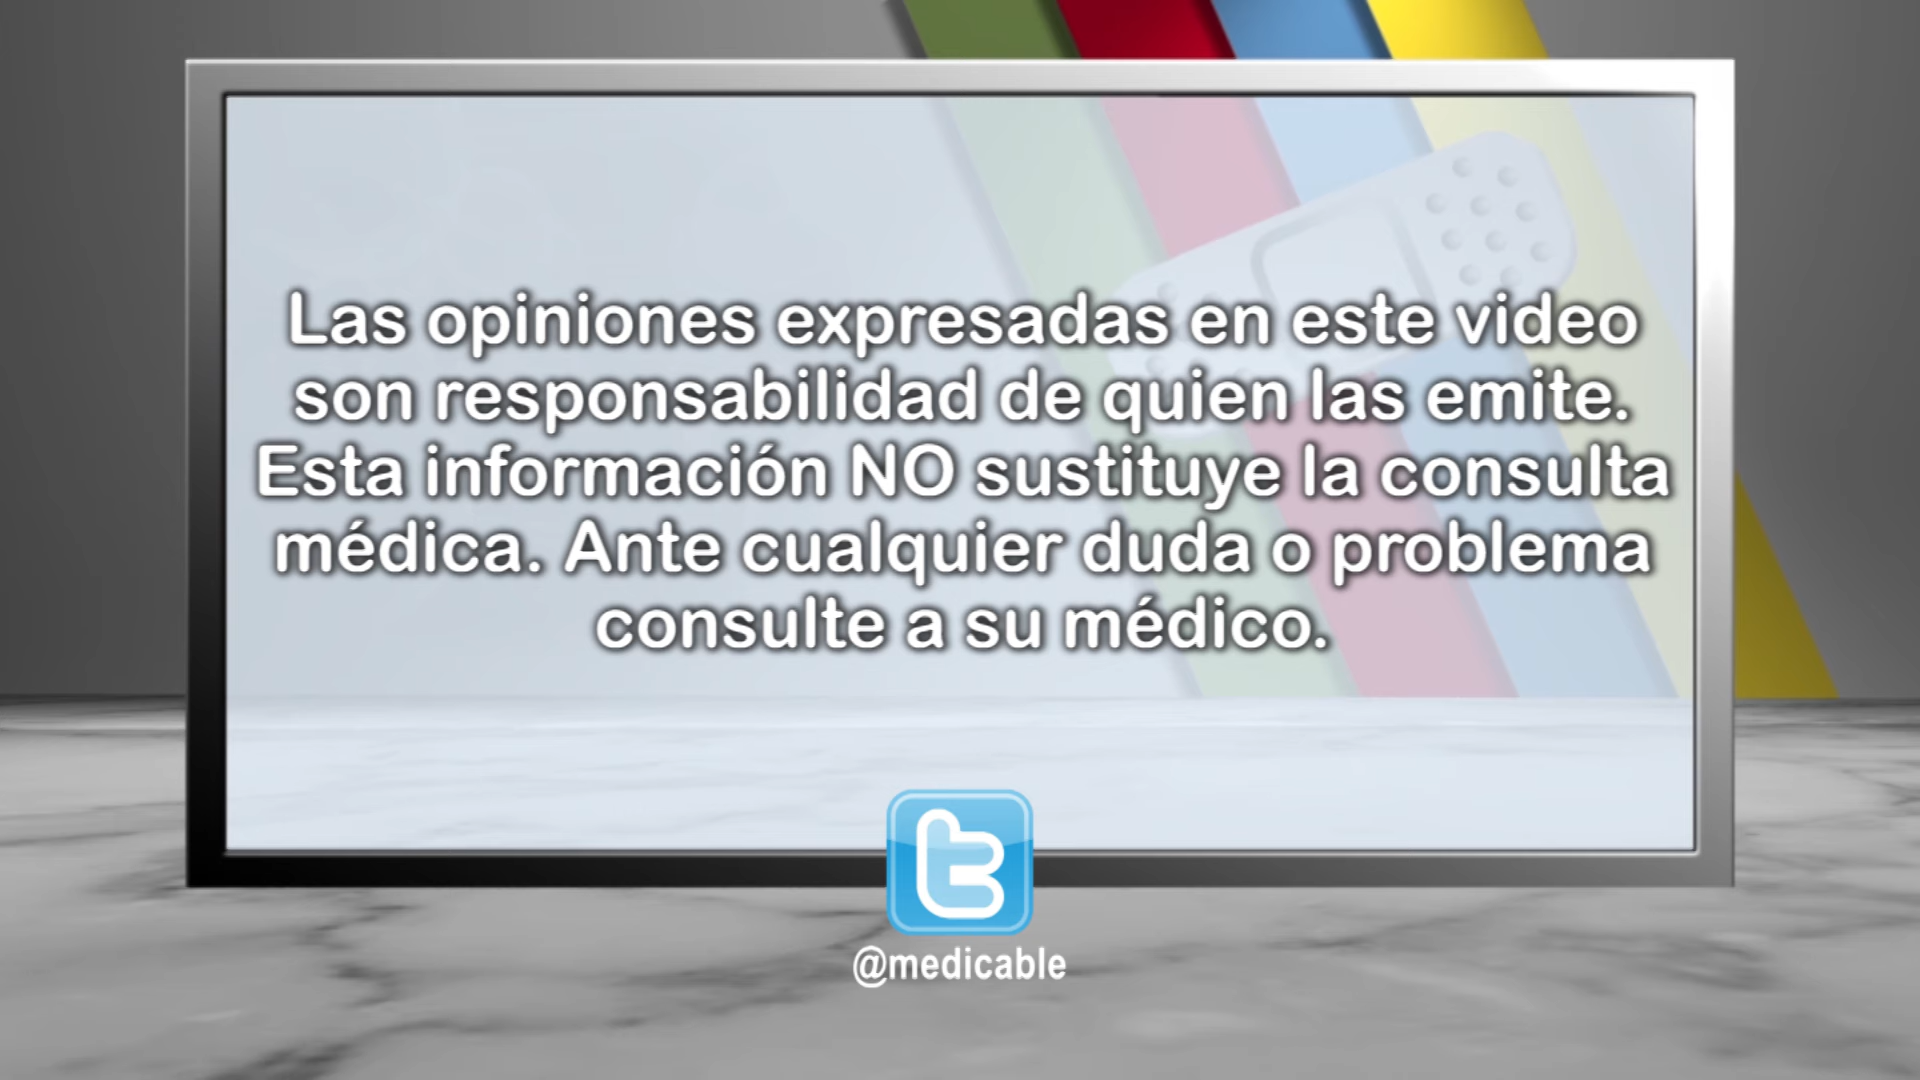 Las opiniones expresadas en este video
son responsabilidad de quien las emite.
Esta información NO sustituye la consulta
médica. Ante cualquier duda o problema
consulte a su médico.
@medicable